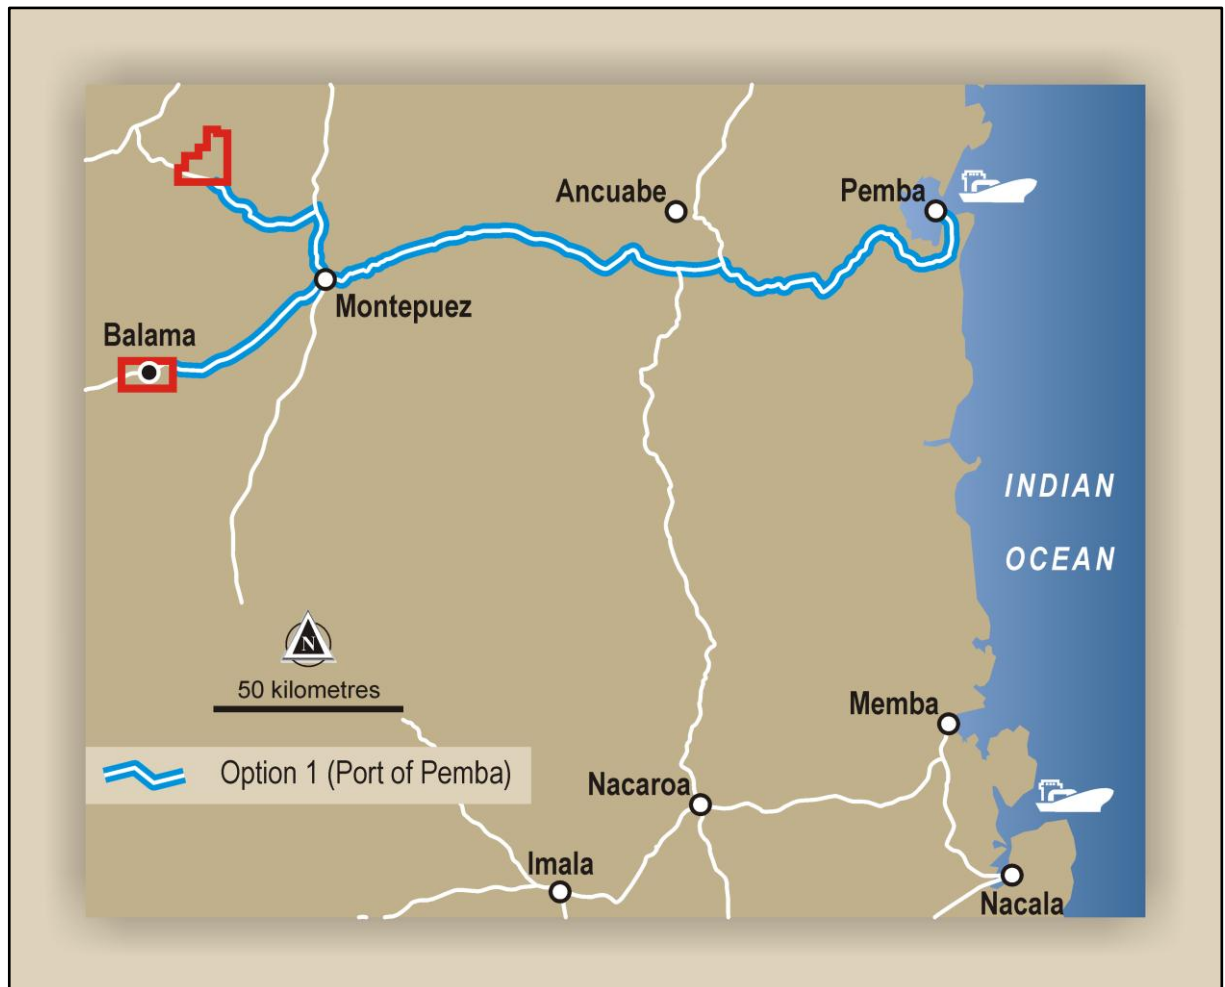 Ancuabe
Pemba
Montepuez
Balama
INDIAN
OCEAN
N
50 kilometres
Memba
Option 1 (Port of Pemba)
Nacaroa
Imala
Nacala